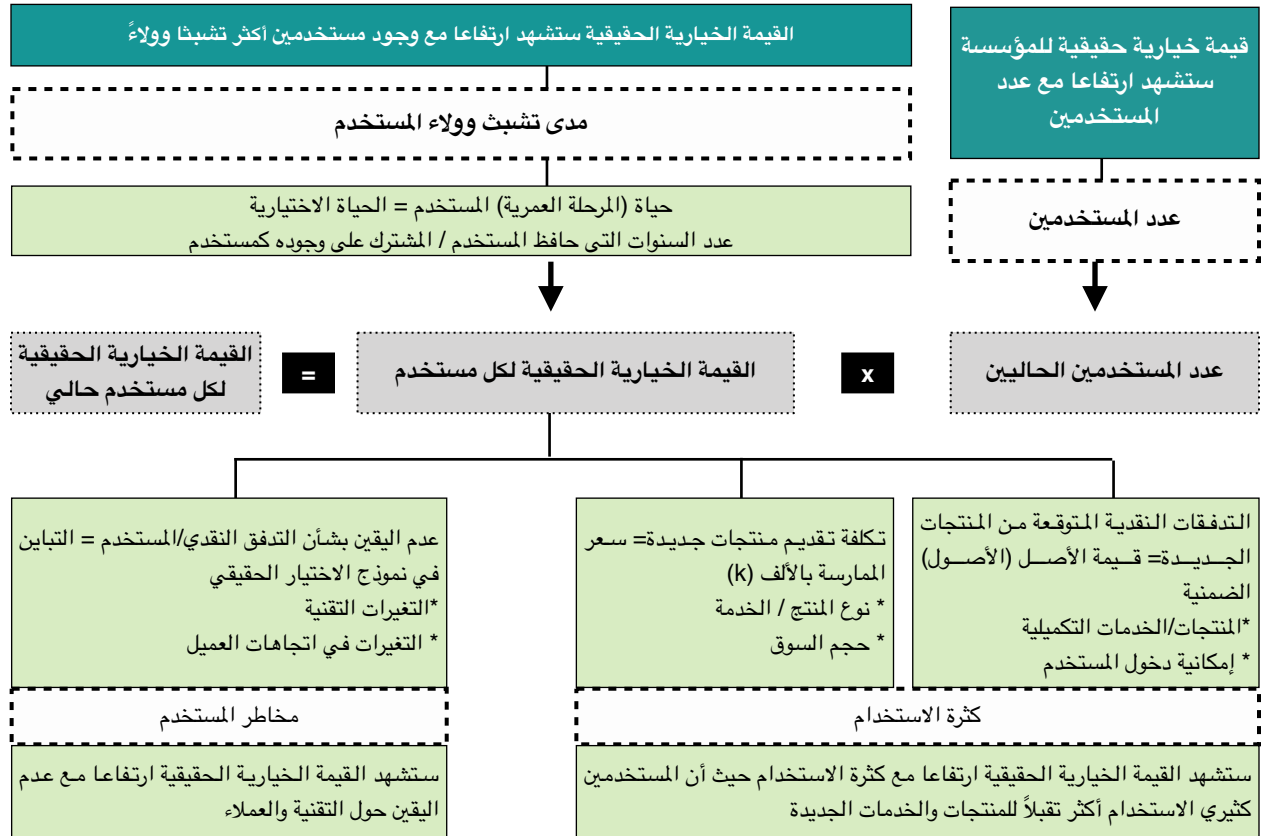 قيمة خيارية حقيقية للمؤسسة
ستشهد ارتفاعا مع عدد
المستخدمين
القيمة الخيارية الحقيقية ستشهد ارتفاعا مع وجود مستخدمين أكثر تشبثا وولاءً
عدد المستخدمين
مدى تشبث وولاء المستخدم
حياة (المرحلة العمرية) المستخدم = الحياة الاختيارية
عدد السنوات التى حافظ المستخدم / المشترك على وجوده كمستخدم
عدد المستخدمين الحاليين
x
القيمة الخيارية الحقيقية لكل مستخدم
=
القيمة الخيارية الحقيقية
لكل مستخدم حالي
التدفقات النقدية المتوقعة من المنتجات
الجديدة= قيمة الأصل (الأصول)
الضمنية
*المنتجات/الخدمات التكميلية
* إمكانية دخول المستخدم
تكلفة تقديم منتجات جديدة= سعر
الممارسة بالألف (k)
* نوع المنتج / الخدمة
* حجم السوق
عدم اليقين بشأن التدفق النقدي/المستخدم = التباين
في نموذج الاختيار الحقيقي
*التغيرات التقنية
* التغيرات في اتجاهات العميل
كثرة الاستخدام
مخاطر المستخدم
ستشهد القيمة الخيارية الحقيقية ارتفاعا مع كثرة الاستخدام حيث أن المستخدمين
كثيري الاستخدام أكثر تقبلاً للمنتجات والخدمات الجديدة
ستشهد القيمة الخيارية الحقيقية ارتفاعا مع عدم
اليقين حول التقنية والعملاء